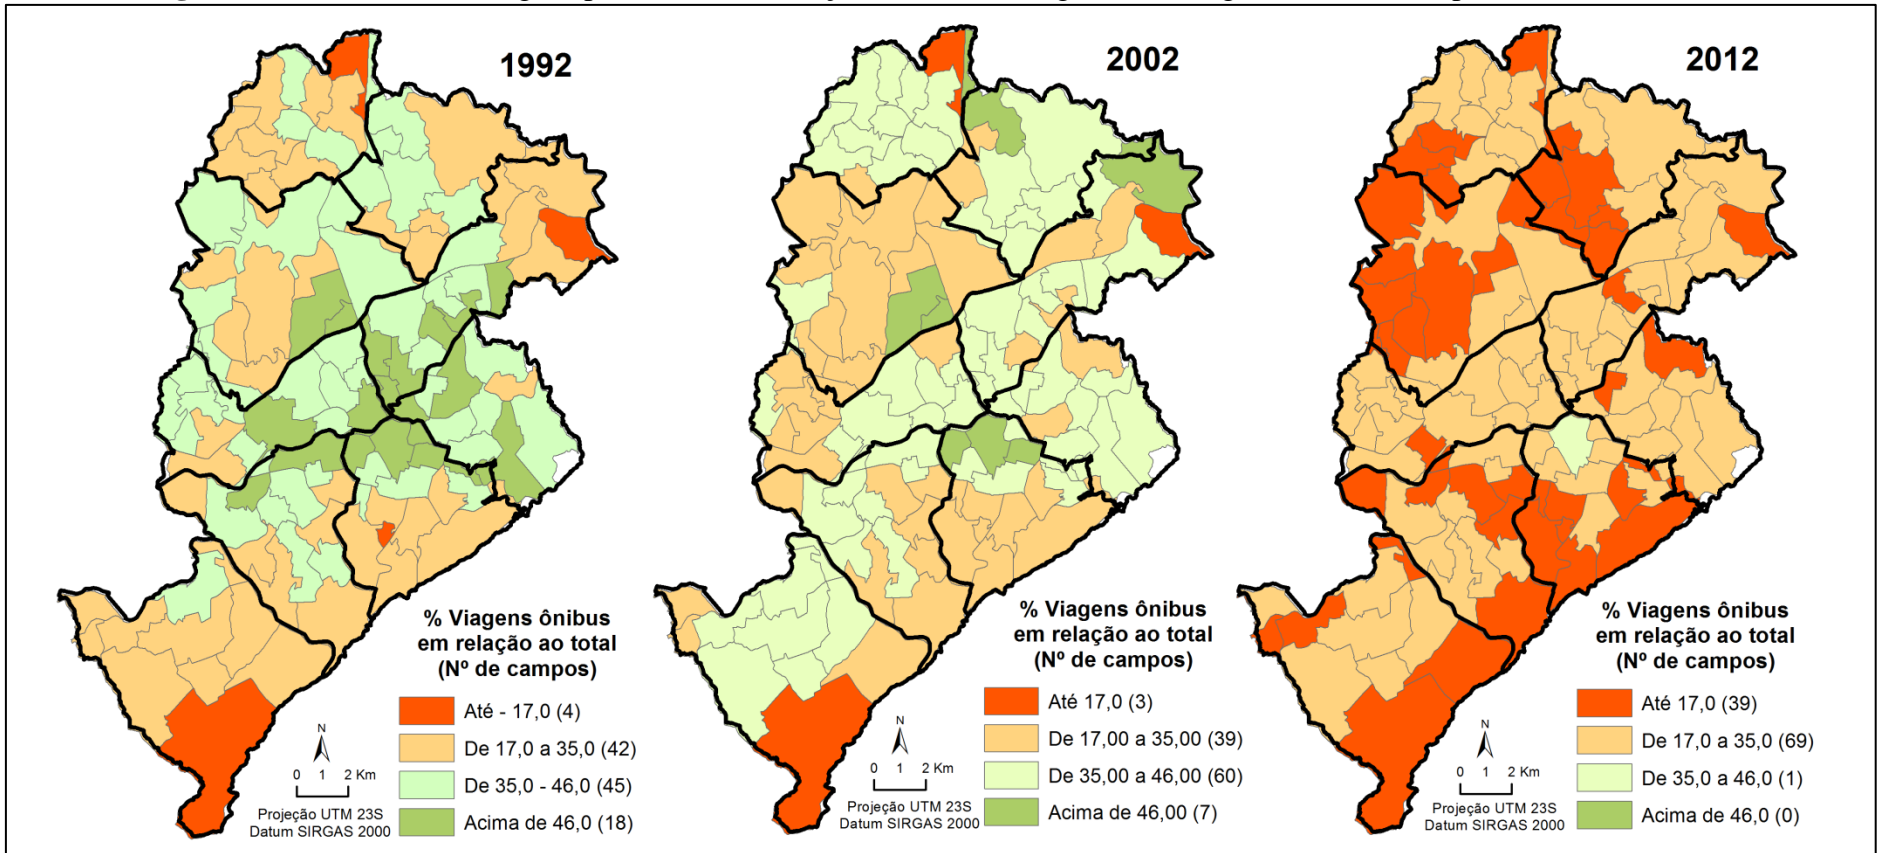 1992
% Viagens ônibus
em relação ao total
(Nº de campos)
Até - 17,0 (4)
De 17,0 a 35,0 (42)
De 35,0 - 46,0 (45)
Acima de 46,0 (18)
N
0 1 2 Km
Projeção UTM 23S
Datum SIRGAS 2000
2002
% Viagens ônibus
em relação ao total
(Nº de campos)
Até 17,0 (3)
De 17,00 a 35,00 (39)
De 35,00 a 46,00 (60)
Acima de 46,00 (7)
N
0 1 2 Km
Projeção UTM 23S
Datum SIRGAS 2000
2012
% Viagens ônibus
em relação ao total
(Nº de campos)
Até 17,0 (39)
De 17,0 a 35,0 (69)
De 35,0 a 46,0 (1)
Acima de 46,0 (0)
N
0 1 2 Km
Projeção UTM 23S
Datum SIRGAS 2000